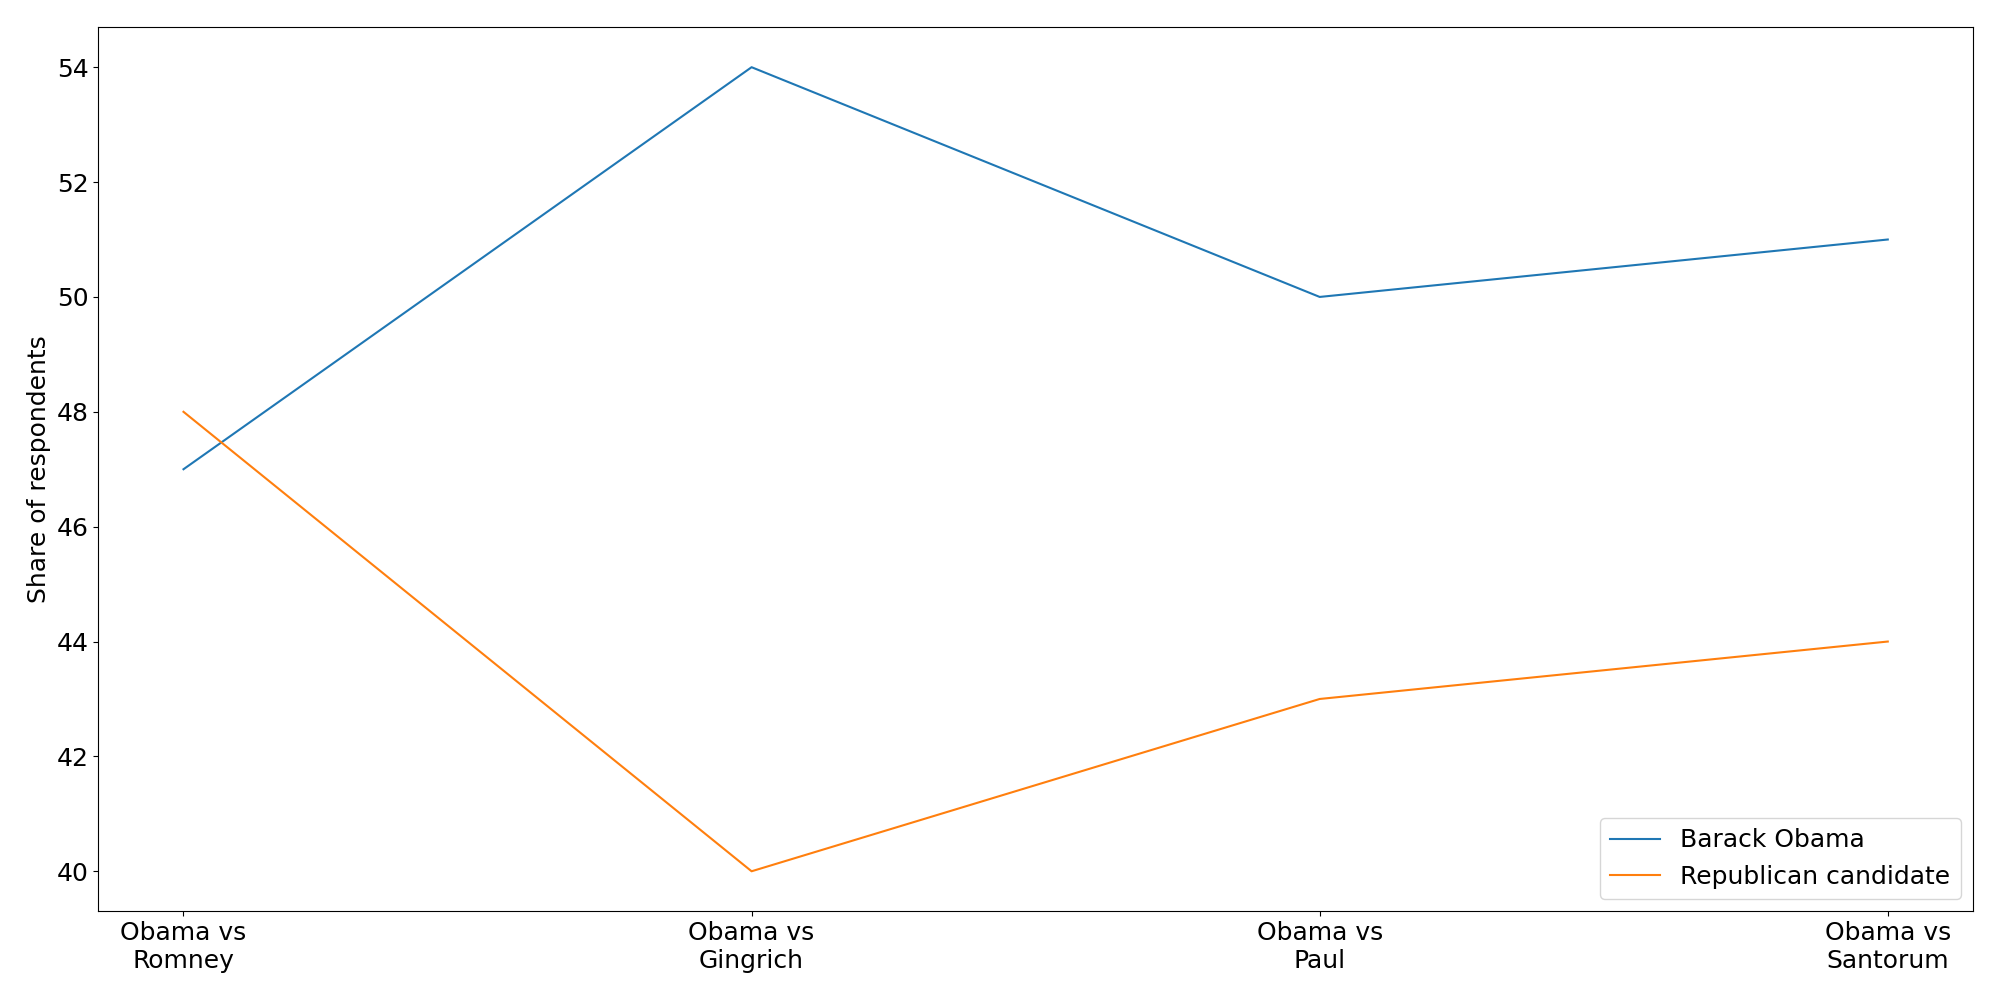 Share of respondents
54
52
50
48
46
44
42
40
Obama vs
Romney
Obama vs
Gingrich
Obama vs
Paul
Obama vs
Santorum
Barack Obama
Republican candidate